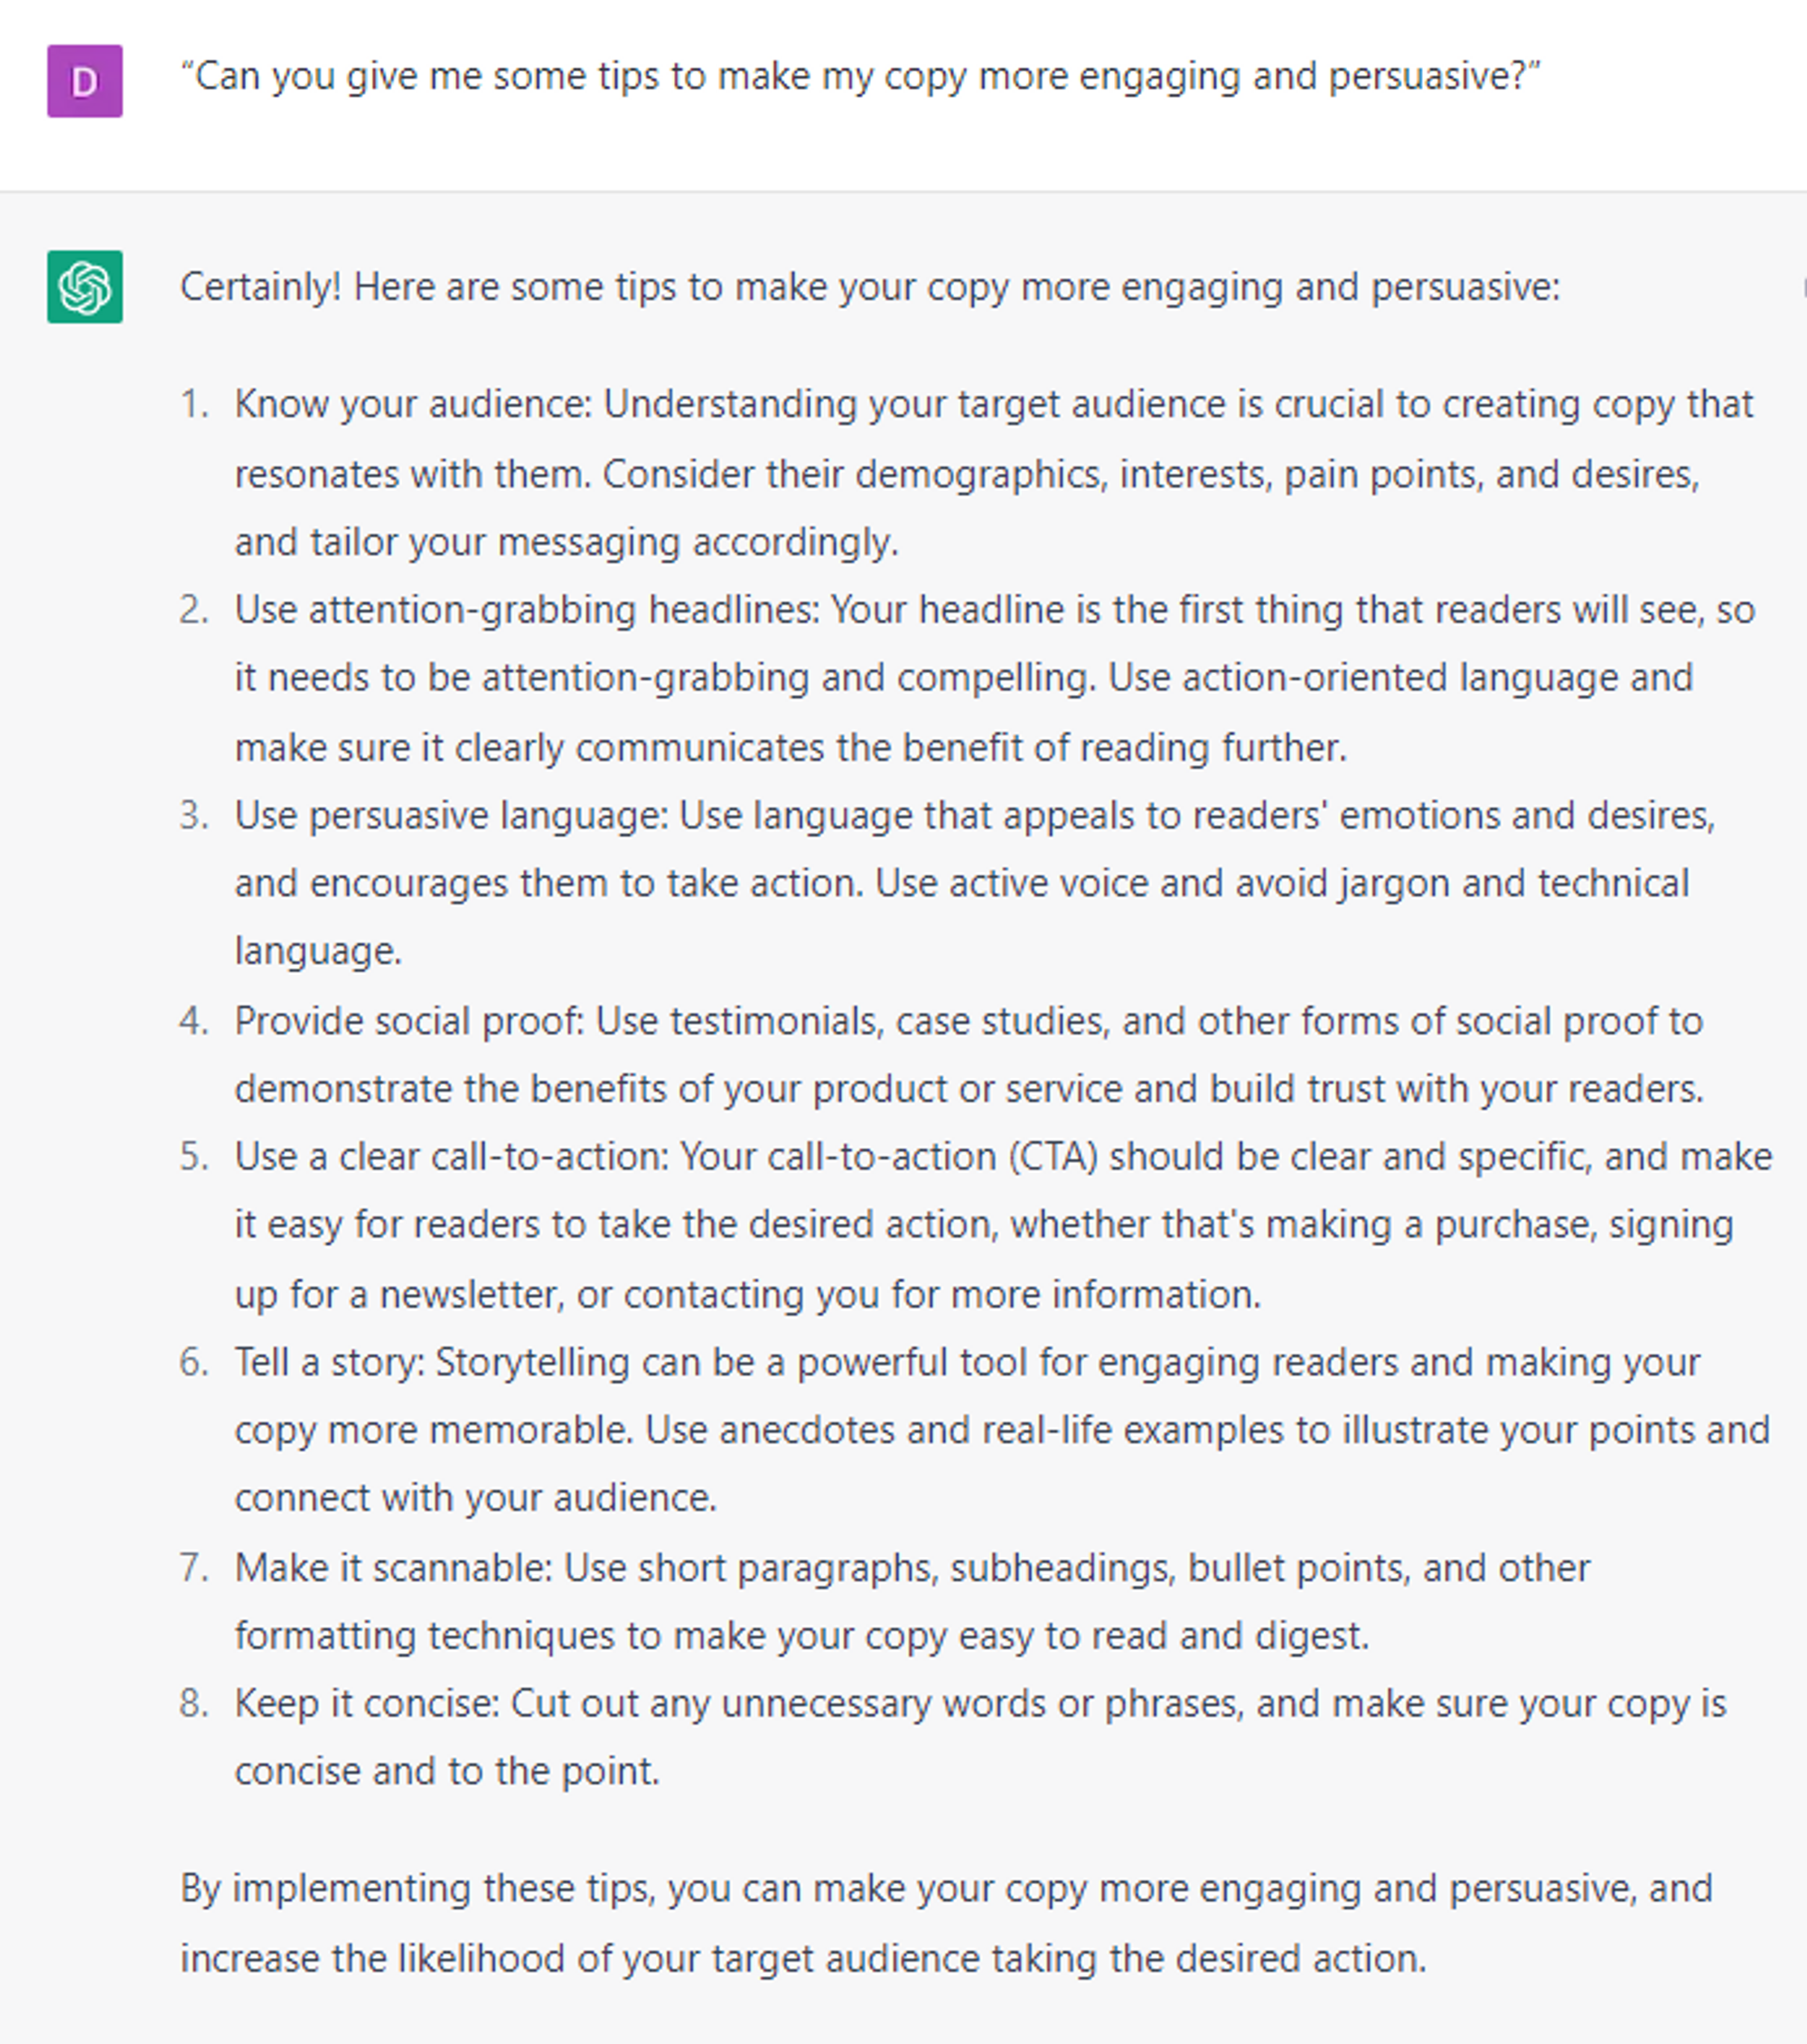 D
“Can you give me some tips to make my copy more engaging and persuasive?”
Certainly! Here are some tips to make your copy more engaging and persuasive:
1. Know your audience: Understanding your target audience is crucial to creating copy that
resonates with them. Consider their demographics, interests, pain points, and desires,
and tailor your messaging accordingly.
2. Use attention-grabbing headlines: Your headline is the first thing that readers will see, so
it needs to be attention-grabbing and compelling. Use action-oriented language and
make sure it clearly communicates the benefit of reading further.
3. Use persuasive language: Use language that appeals to readers' emotions and desires,
and encourages them to take action. Use active voice and avoid jargon and technical
language.
4. Provide social proof: Use testimonials, case studies, and other forms of social proof to
demonstrate the benefits of your product or service and build trust with your readers.
5. Use a clear call-to-action: Your call-to-action (CTA) should be clear and specific, and make
it easy for readers to take the desired action, whether that's making a purchase, signing
up for a newsletter, or contacting you for more information.
6. Tell a story: Storytelling can be a powerful tool for engaging readers and making your
copy more memorable. Use anecdotes and real-life examples to illustrate your points and
connect with your audience.
7. Make it scannable: Use short paragraphs, subheadings, bullet points, and other
formatting techniques to make your copy easy to read and digest.
8. Keep it concise: Cut out any unnecessary words or phrases, and make sure your copy is
concise and to the point.
By implementing these tips, you can make your copy more engaging and persuasive, and
increase the likelihood of your target audience taking the desired action.